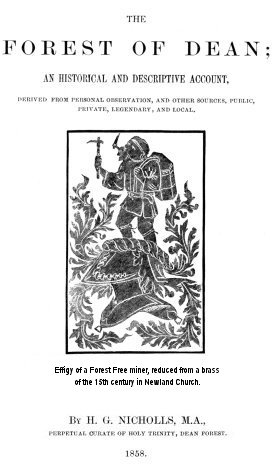 THE
FOREST OF DEAN;
AN HISTORICAL AND DESCRIPTIVE ACCOUNT,
DERIVED FROM PERSONAL OBSERVATION, AND OTHER SOURCES, PUBLIC,
PRIVATE, LEGENDARY, AND LOCAL.
Effigy of a Forest Free miner, reduced from a brass
of the 15th century in Newland Church.
BY H. G. NICHOLLS, M.A.,
PERPETUAL CURATE OF HOLY TRINITY, DEAN FOREST.
1858.